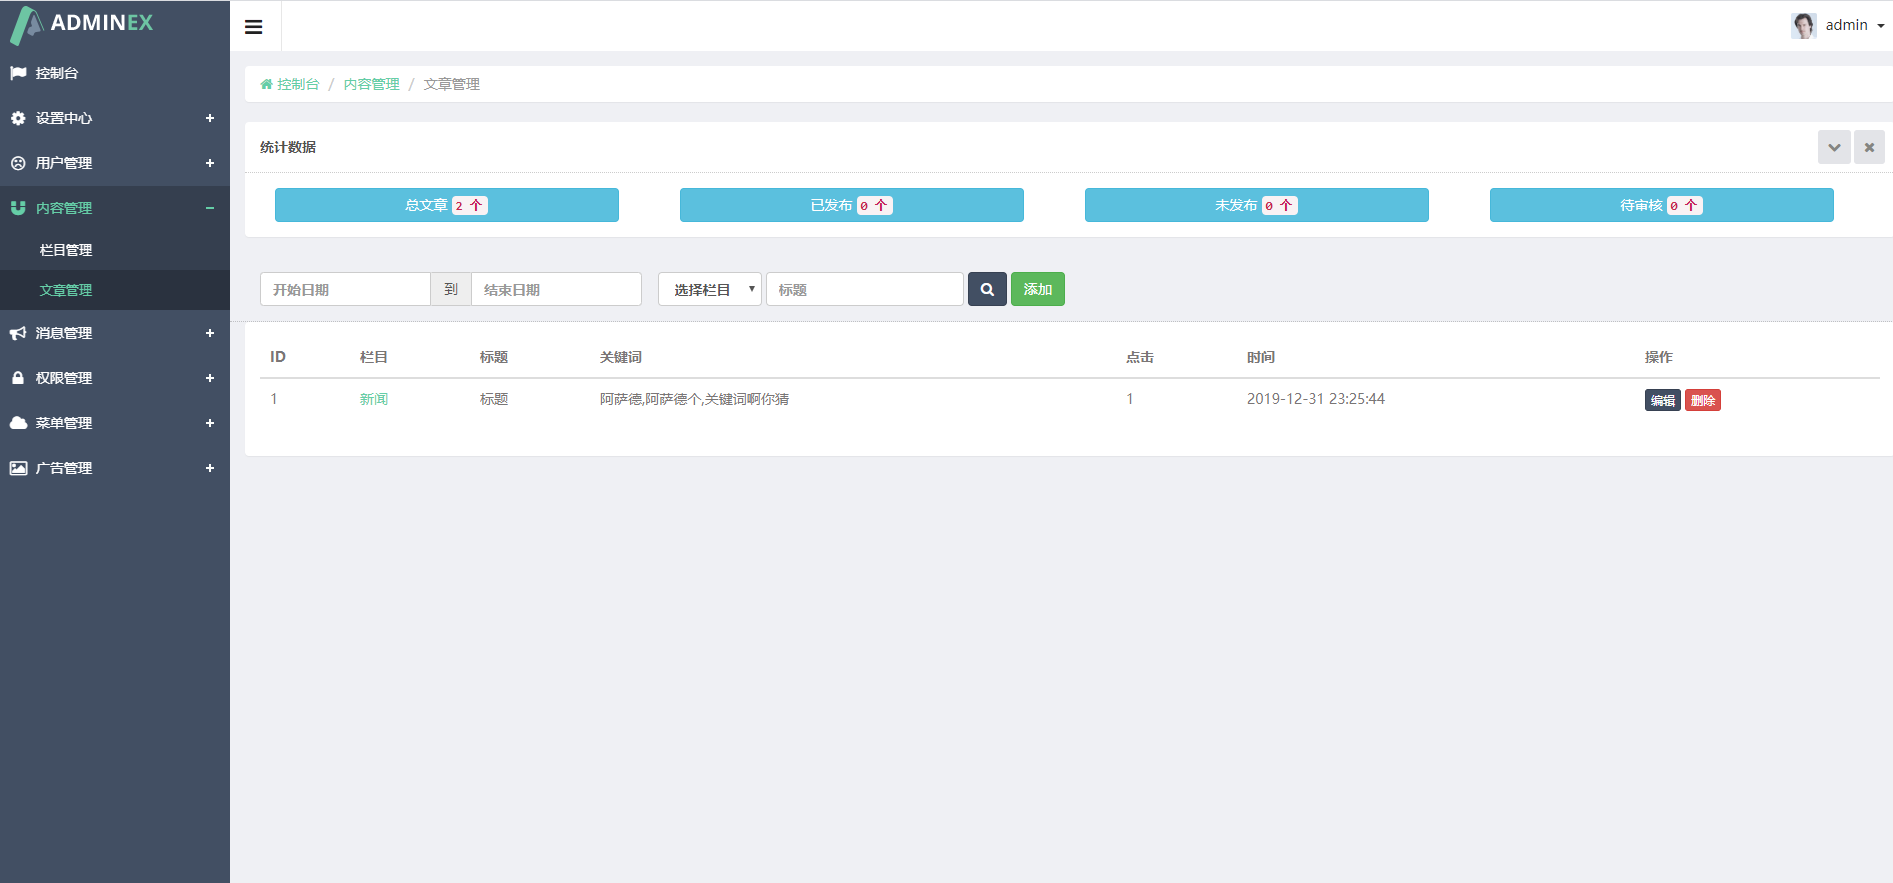 ADMINEX
admin
控制台
设置中心 +
用户管理 +
内容管理 −
栏目管理
文章管理
消息管理 +
权限管理 +
菜单管理 +
广告管理 +
控制台 / 内容管理 / 文章管理
统计数据
总文章 2 个 已发布 0 个 未发布 0 个 待审核 0 个
开始日期 到 结束日期 选择栏目 标题 添加
ID 栏目 标题 关键词 点击 时间 操作
1 新闻 标题 阿萨德,阿萨德个,关键词啊你猜 1 2019-12-31 23:25:44 编辑 删除